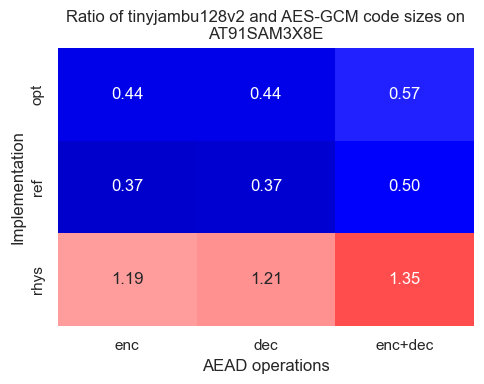 Ratio of tinyjambu128v2 and AES-GCM code sizes on
AT91SAM3X8E
Implementation
opt
0.44
0.44
0.57
ref
0.37
0.37
0.50
rhys
1.19
1.21
1.35
enc
dec
enc+dec
AEAD operations